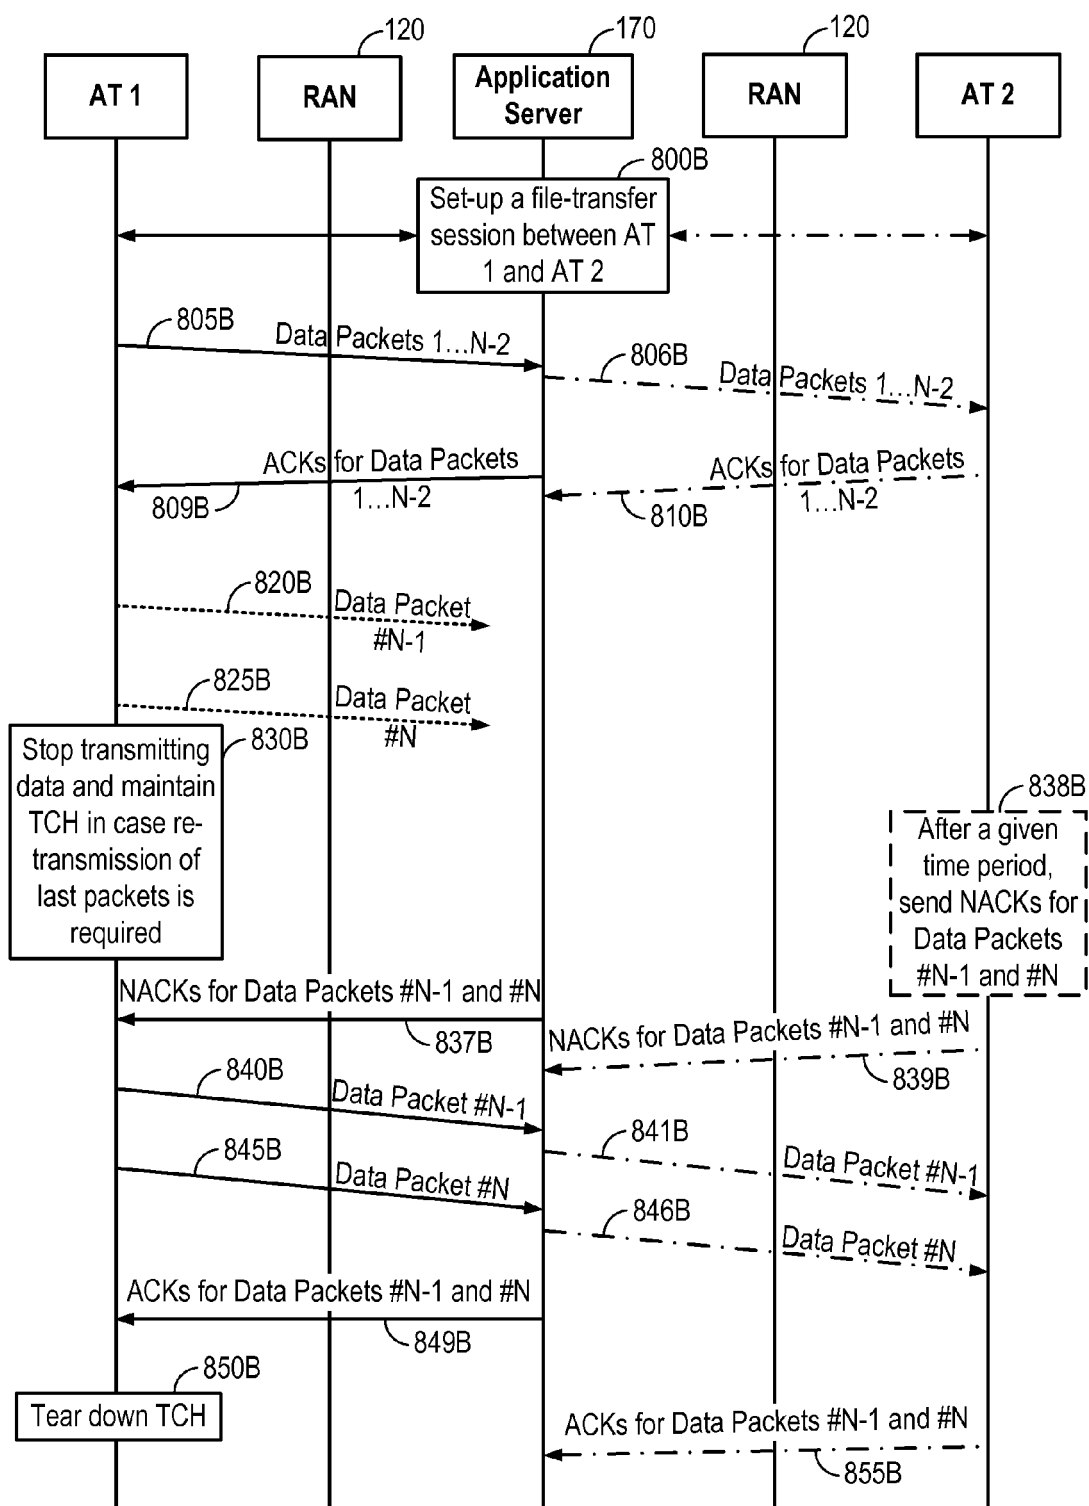 120
170
120
AT 1
RAN
Application
Server
RAN
AT 2
800B
Set-up a file-transfer
session between AT
1 and AT 2
805B
Data Packets 1...N-2
806B
Data Packets 1...N-2
ACKs for Data Packets
1...N-2
809B
ACKs for Data Packets
1...N-2
810B
820B
Data Packet
#N-1
825B
Data Packet
#N
830B
Stop transmitting
data and maintain
TCH in case re-
transmission of
last packets is
required
838B
After a given
time period,
send NACKs for
Data Packets
#N-1 and #N
NACKs for Data Packets #N-1 and #N
837B
NACKs for Data Packets #N-1 and #N
839B
840B
Data Packet #N-1
841B
Data Packet #N-1
845B
Data Packet #N
846B
Data Packet #N
ACKs for Data Packets #N-1 and #N
849B
850B
Tear down TCH
ACKs for Data Packets #N-1 and #N
855B